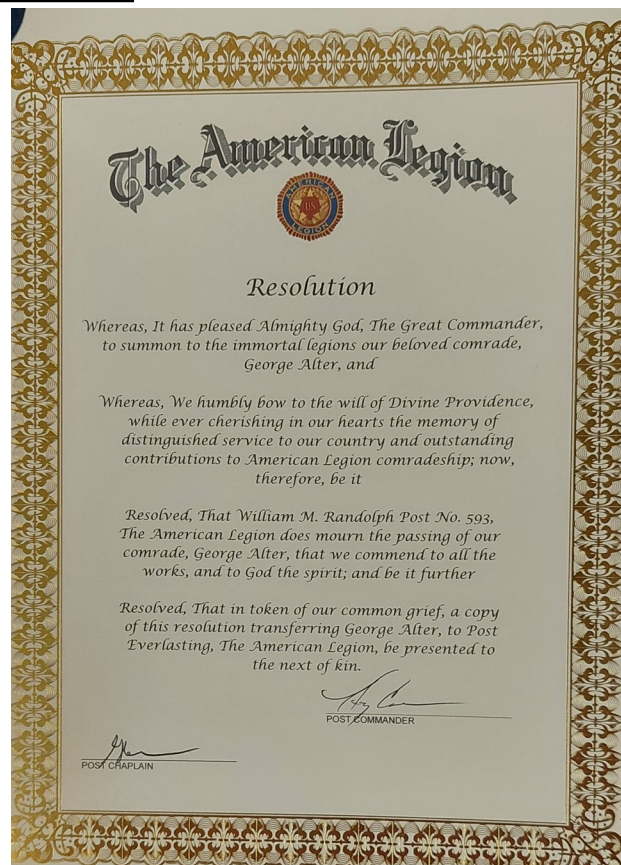 The American Legion
AMERICAN
US
LEGION
Resolution
Whereas, It has pleased Almighty God, The Great Commander,
to summon to the immortal legions our beloved comrade,
George Alter, and
Whereas, We humbly bow to the will of Divine Providence,
while ever cherishing in our hearts the memory of
distinguished service to our country and outstanding
contributions to American Legion comradeship; now,
therefore, be it
Resolved, That William M. Randolph Post No. 593,
The American Legion does mourn the passing of our
comrade, George Alter, that we commend to all the
works, and to God the spirit; and be it further
Resolved, That in token of our common grief, a copy
of this resolution transferring George Alter, to Post
Everlasting, The American Legion, be presented to
the next of kin.
POST COMMANDER
POST CHAPLAIN